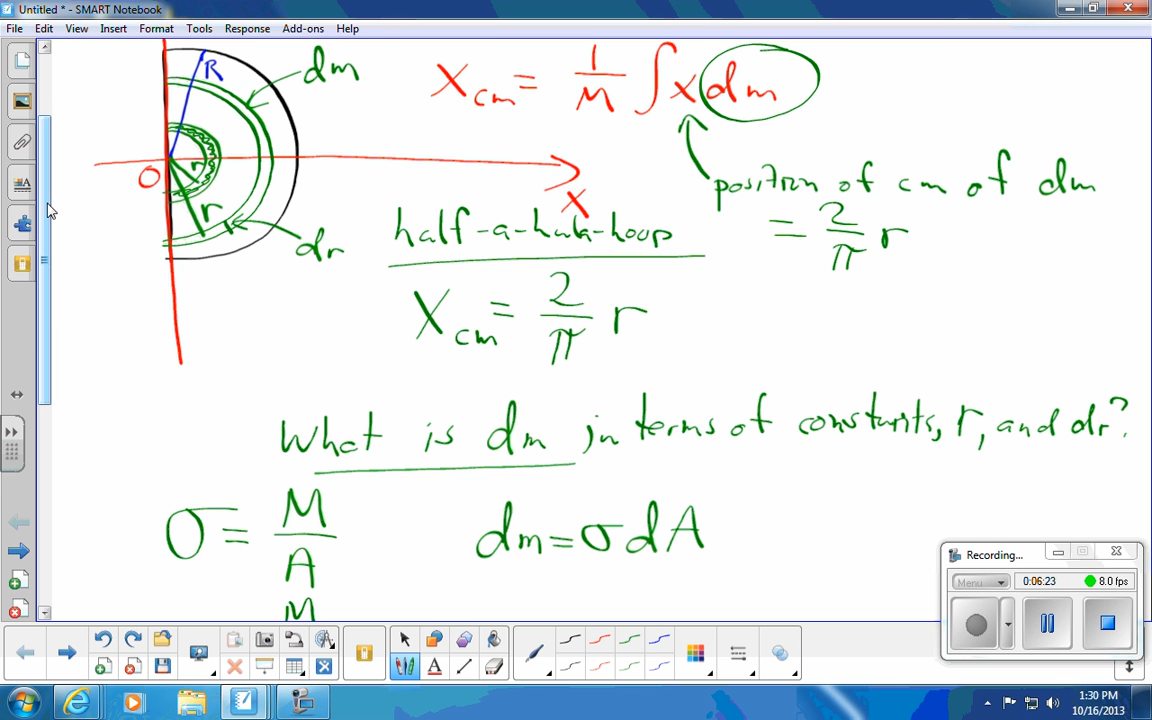 Untitled * - SMART Notebook
File Edit View Insert Format Tools Response Add-ons Help
R
dm
X_cm = 1/M ∫ x dm
O
r
r
X
dr
position of cm of dm
= 2/π r
half-a-hula-hoop
X_cm = 2/π r
What is dm in terms of constants, r, and dr?
σ = M/A
dm = σ dA
M
Recording...
Menu
0:06:23
8.0 fps
A
1:30 PM
10/16/2013